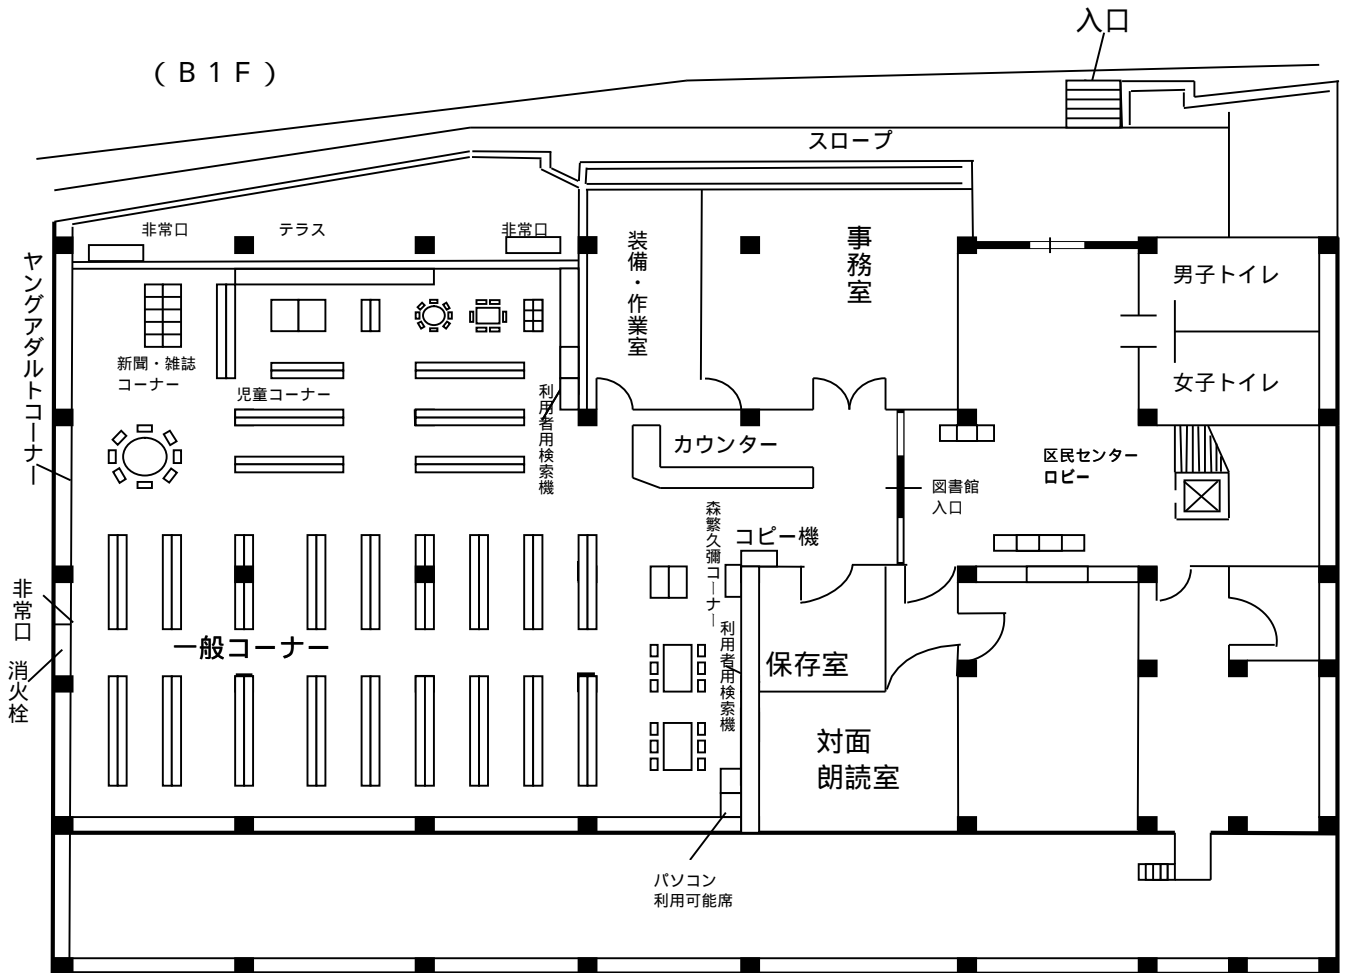 入口
（Ｂ１Ｆ）
スロープ
非常口
テラス
非常口
装備・作業室
事務室
男子トイレ
女子トイレ
ヤングアダルトコーナー
新聞・雑誌
コーナー
児童コーナー
利用者用検索機
カウンター
区民センター
ロビー
図書館
入口
森繁久彌コーナー
コピー機
非常口
消火栓
一般コーナー
利用者用検索機
保存室
対面
朗読室
パソコン
利用可能席